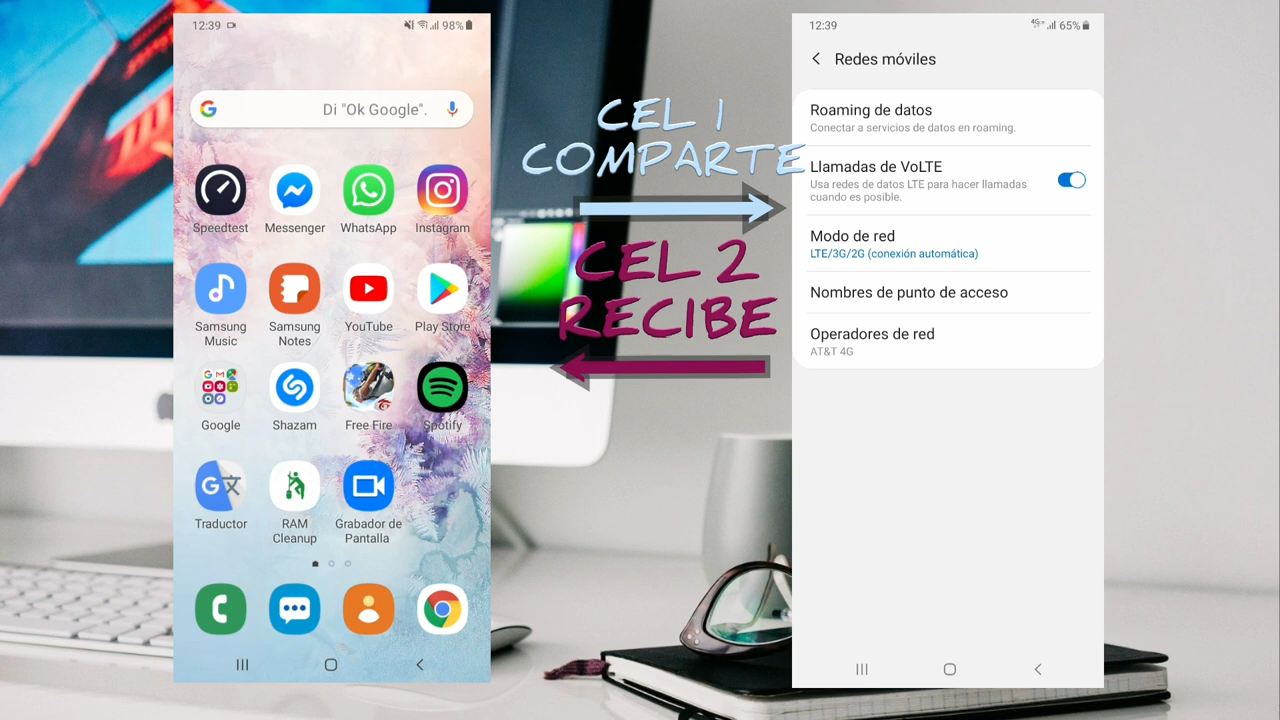 12:39
98%
Di "Ok Google".
Speedtest
Messenger
WhatsApp
Instagram
Samsung
Music
Samsung
Notes
YouTube
Play Store
Google
Shazam
Free Fire
Spotify
Traductor
RAM
Cleanup
Grabador de
Pantalla
CEL 1
COMPARTE
CEL 2
RECIBE
12:39
4G
65%
Redes móviles
Roaming de datos
Conectar a servicios de datos en roaming.
Llamadas de VoLTE
Usa redes de datos LTE para hacer llamadas
cuando es posible.
Modo de red
LTE/3G/2G (conexión automática)
Nombres de punto de acceso
Operadores de red
AT&T 4G